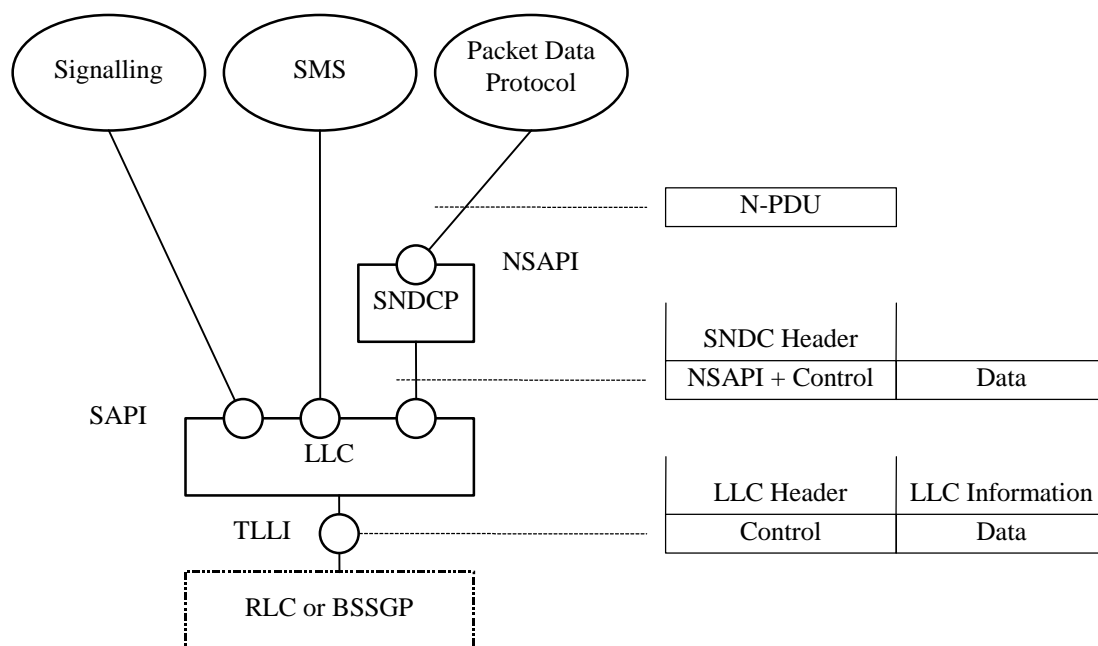 Signalling
SMS
Packet Data
Protocol
N-PDU
NSAPI
SNDCP
SNDC Header
NSAPI + Control
Data
SAPI
LLC
LLC Header
LLC Information
TLLI
Control
Data
RLC or BSSGP